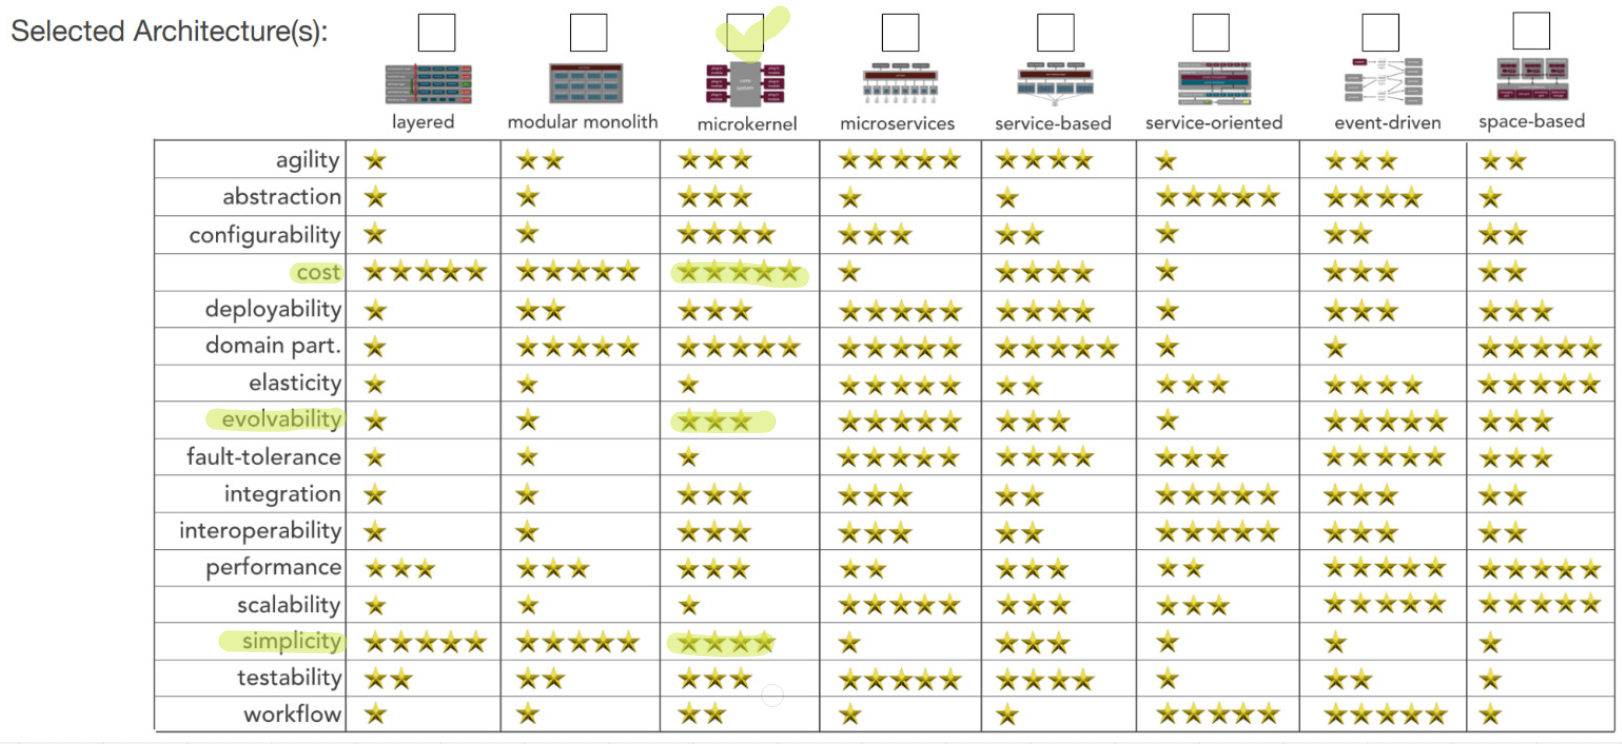 Selected Architecture(s):
layered modular monolith microkernel microservices service-based service-oriented event-driven space-based
agility
abstraction
configurability
cost
deployability
domain part.
elasticity
evolvability
fault-tolerance
integration
interoperability
performance
scalability
simplicity
testability
workflow